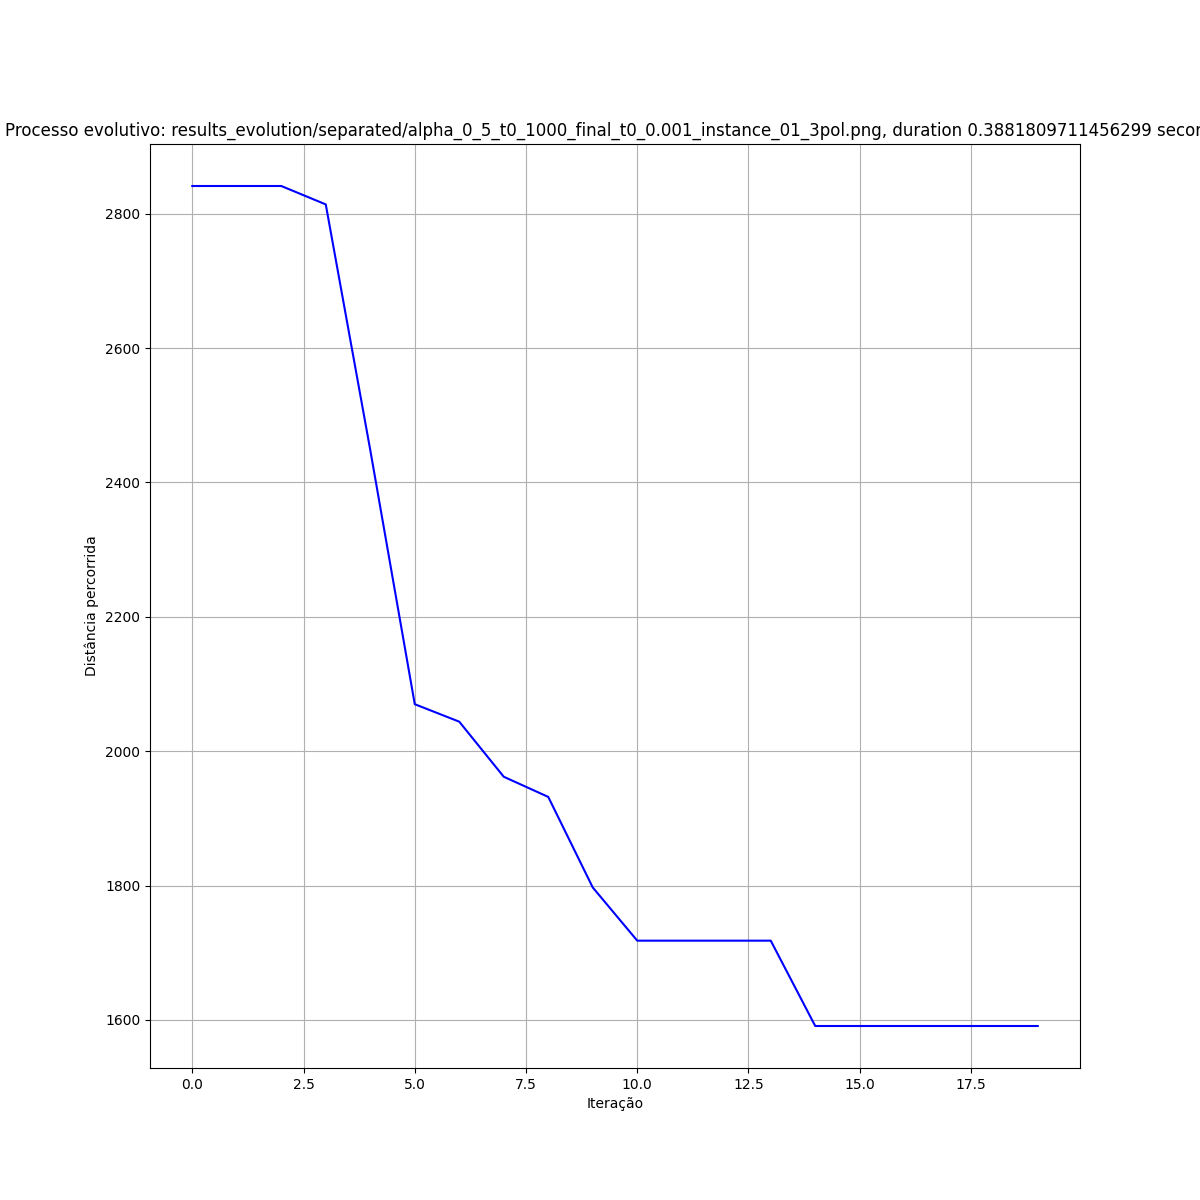 Processo evolutivo: results_evolution/separated/alpha_0_5_t0_1000_final_t0_0.001_instance_01_3pol.png, duration 0.3881809711456299
2800
2600
2400
2200
2000
1800
1600
Distância percorrida
0.0 2.5 5.0 7.5 10.0 12.5 15.0 17.5
Iteração